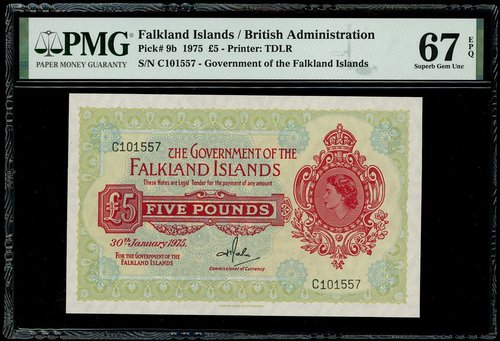 PMG
PAPER MONEY GUARANTY
Falkland Islands / British Administration
Pick# 9b 1975 £5 - Printer: TDLR
S/N C101557 - Government of the Falkland Islands
67
EPQ
Superb Gem Unc
C101557
THE GOVERNMENT OF THE
FALKLAND ISLANDS
These Notes are Legal Tender for the payment of any amount
£5
FIVE POUNDS
30th January 1975.
FOR THE GOVERNMENT OF THE
FALKLAND ISLANDS
Commissioner of Currency
C101557